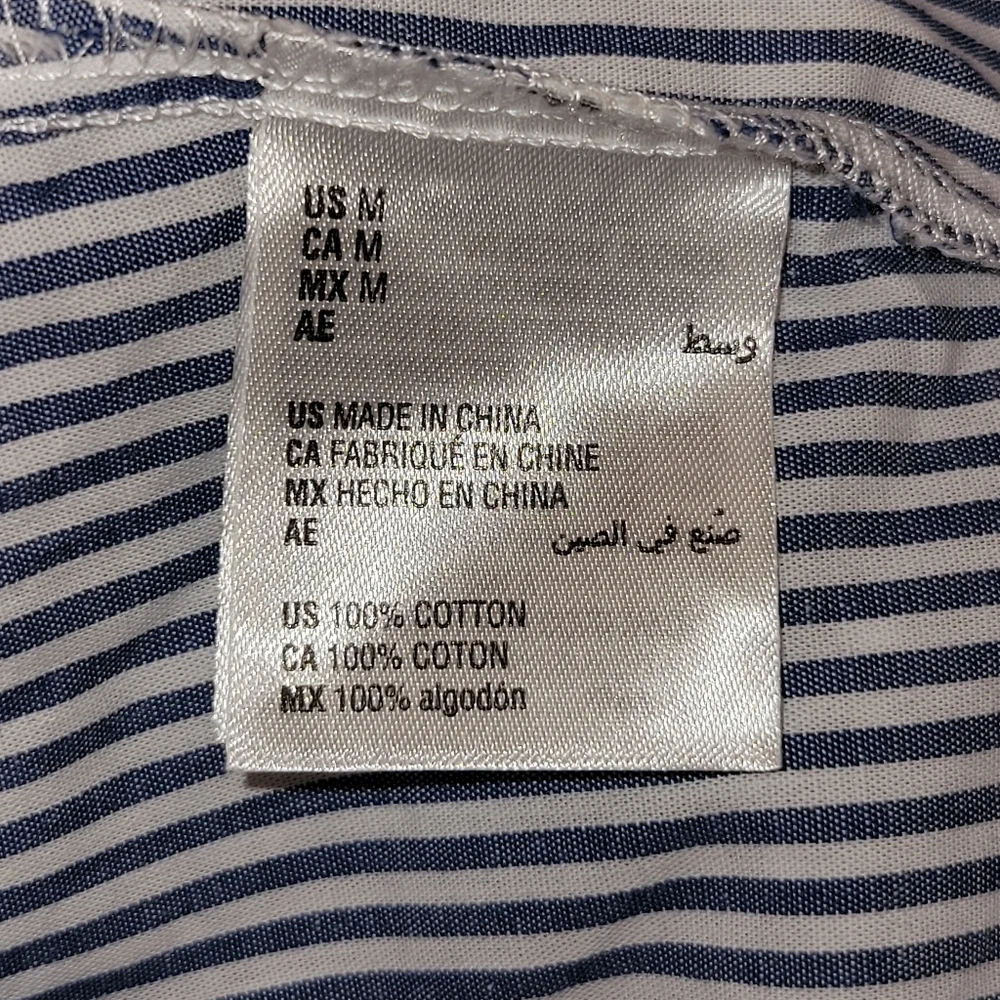 US M
CA M
MX M
AE وسط
US MADE IN CHINA
CA FABRIQUÉ EN CHINE
MX HECHO EN CHINA
AE صُنع في الصين
US 100% COTTON
CA 100% COTON
MX 100% algodón